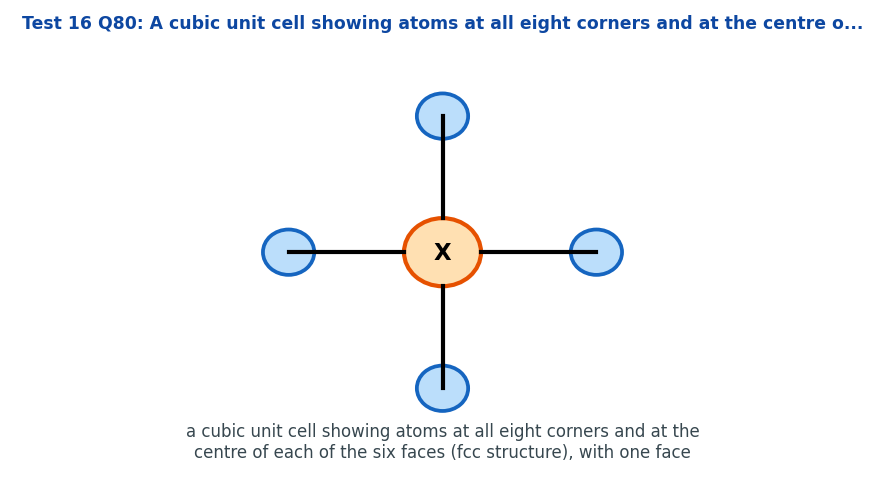 Test 16 Q80: A cubic unit cell showing atoms at all eight corners and at the centre o...
X
a cubic unit cell showing atoms at all eight corners and at the
centre of each of the six faces (fcc structure), with one face